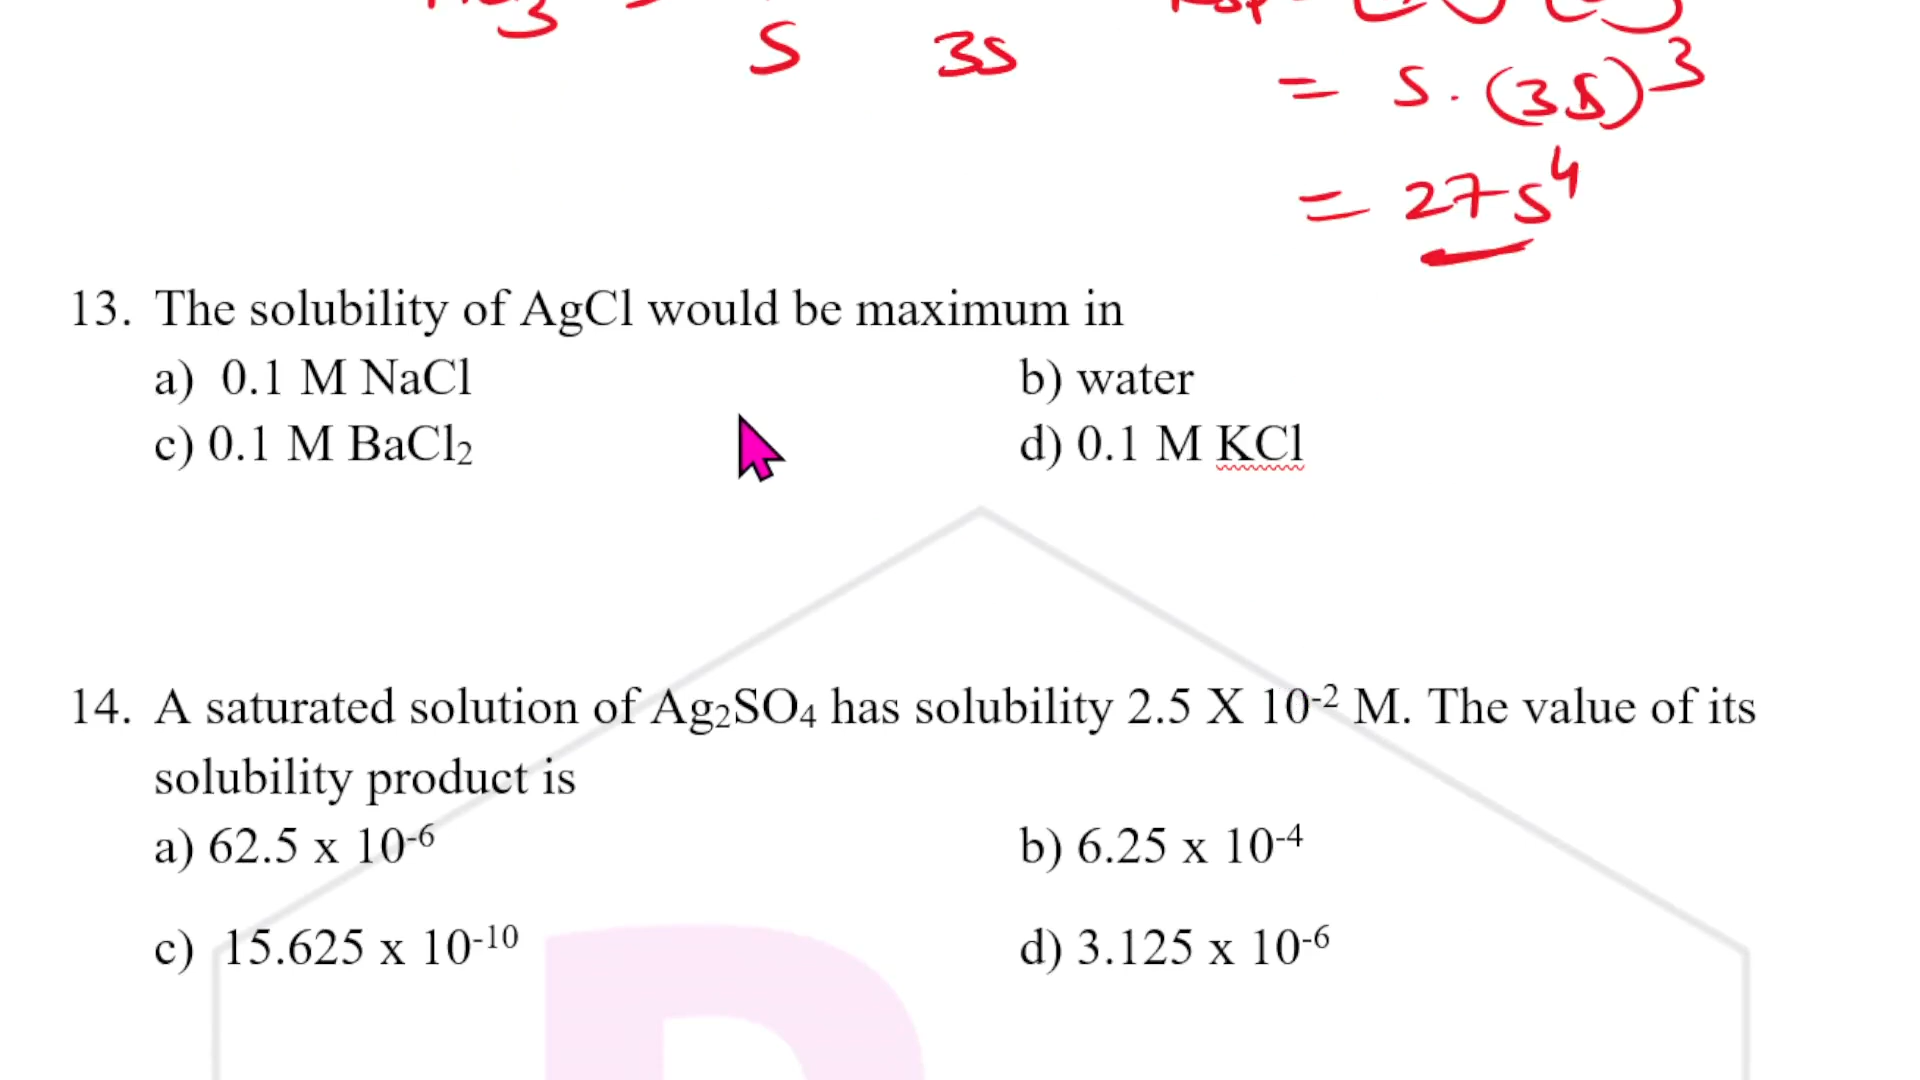 S 3S
= S. (3S)³
= 27S⁴
13. The solubility of AgCl would be maximum in
a) 0.1 M NaCl b) water
c) 0.1 M BaCl₂ d) 0.1 M KCl
14. A saturated solution of Ag₂SO₄ has solubility 2.5 X 10⁻² M. The value of its
solubility product is
a) 62.5 x 10⁻⁶ b) 6.25 x 10⁻⁴
c) 15.625 x 10⁻¹⁰ d) 3.125 x 10⁻⁶